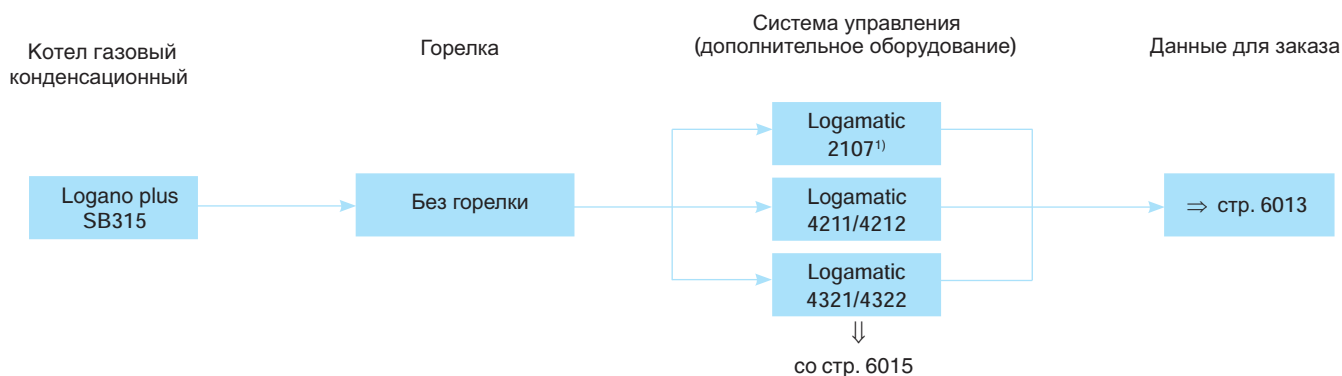 Котел газовый
конденсационный
Горелка
Система управления
(дополнительное оборудование)
Данные для заказа
Logano plus
SB315
Без горелки
Logamatic
2107¹⁾
Logamatic
4211/4212
Logamatic
4321/4322
⇒ стр. 6013
⇓
со стр. 6015